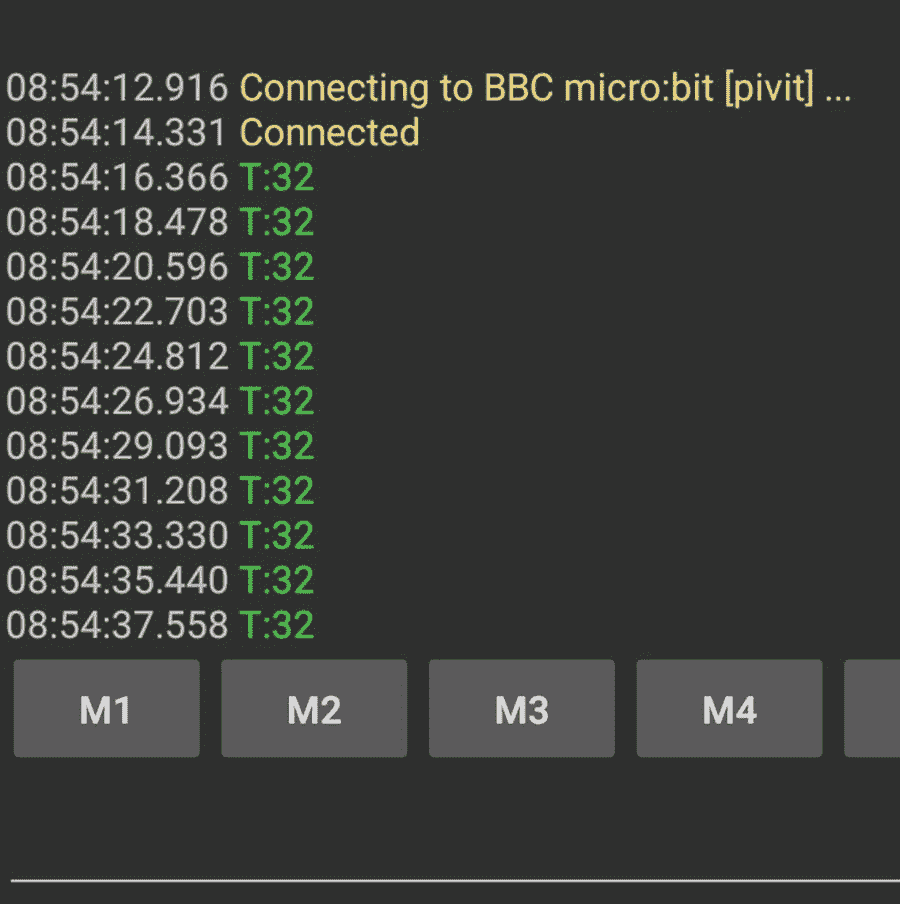 08:54:12.916 Connecting to BBC micro:bit [pivit] ...
08:54:14.331 Connected
08:54:16.366 T:32
08:54:18.478 T:32
08:54:20.596 T:32
08:54:22.703 T:32
08:54:24.812 T:32
08:54:26.934 T:32
08:54:29.093 T:32
08:54:31.208 T:32
08:54:33.330 T:32
08:54:35.440 T:32
08:54:37.558 T:32
M1 M2 M3 M4